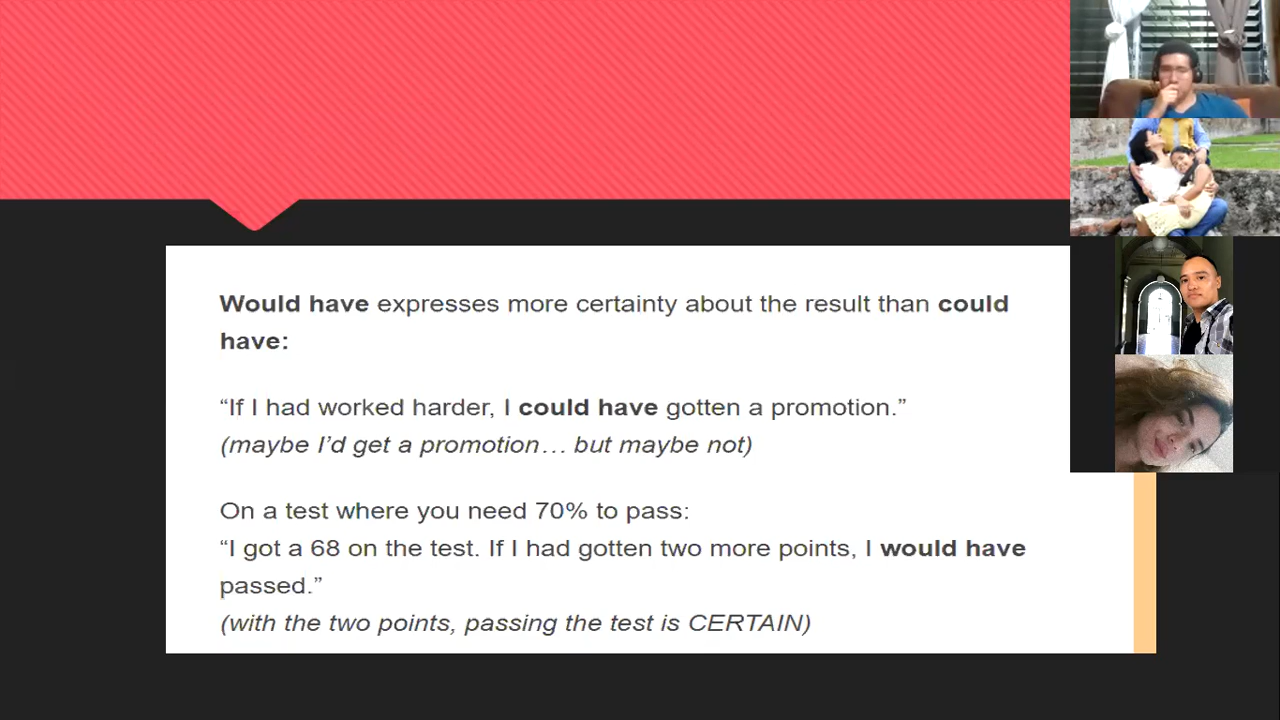 Would have expresses more certainty about the result than could
have:
“If I had worked harder, I could have gotten a promotion.”
(maybe I’d get a promotion… but maybe not)
On a test where you need 70% to pass:
“I got a 68 on the test. If I had gotten two more points, I would have
passed.”
(with the two points, passing the test is CERTAIN)